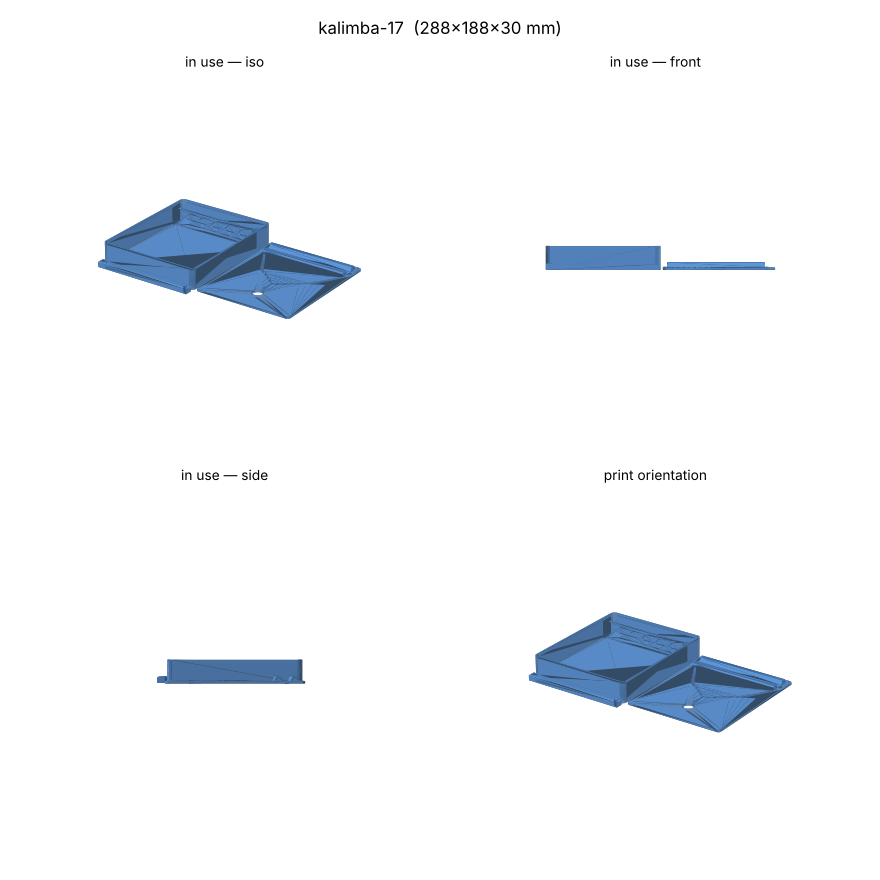 kalimba-17 (288×188×30 mm)
in use — iso
in use — front
in use — side
print orientation